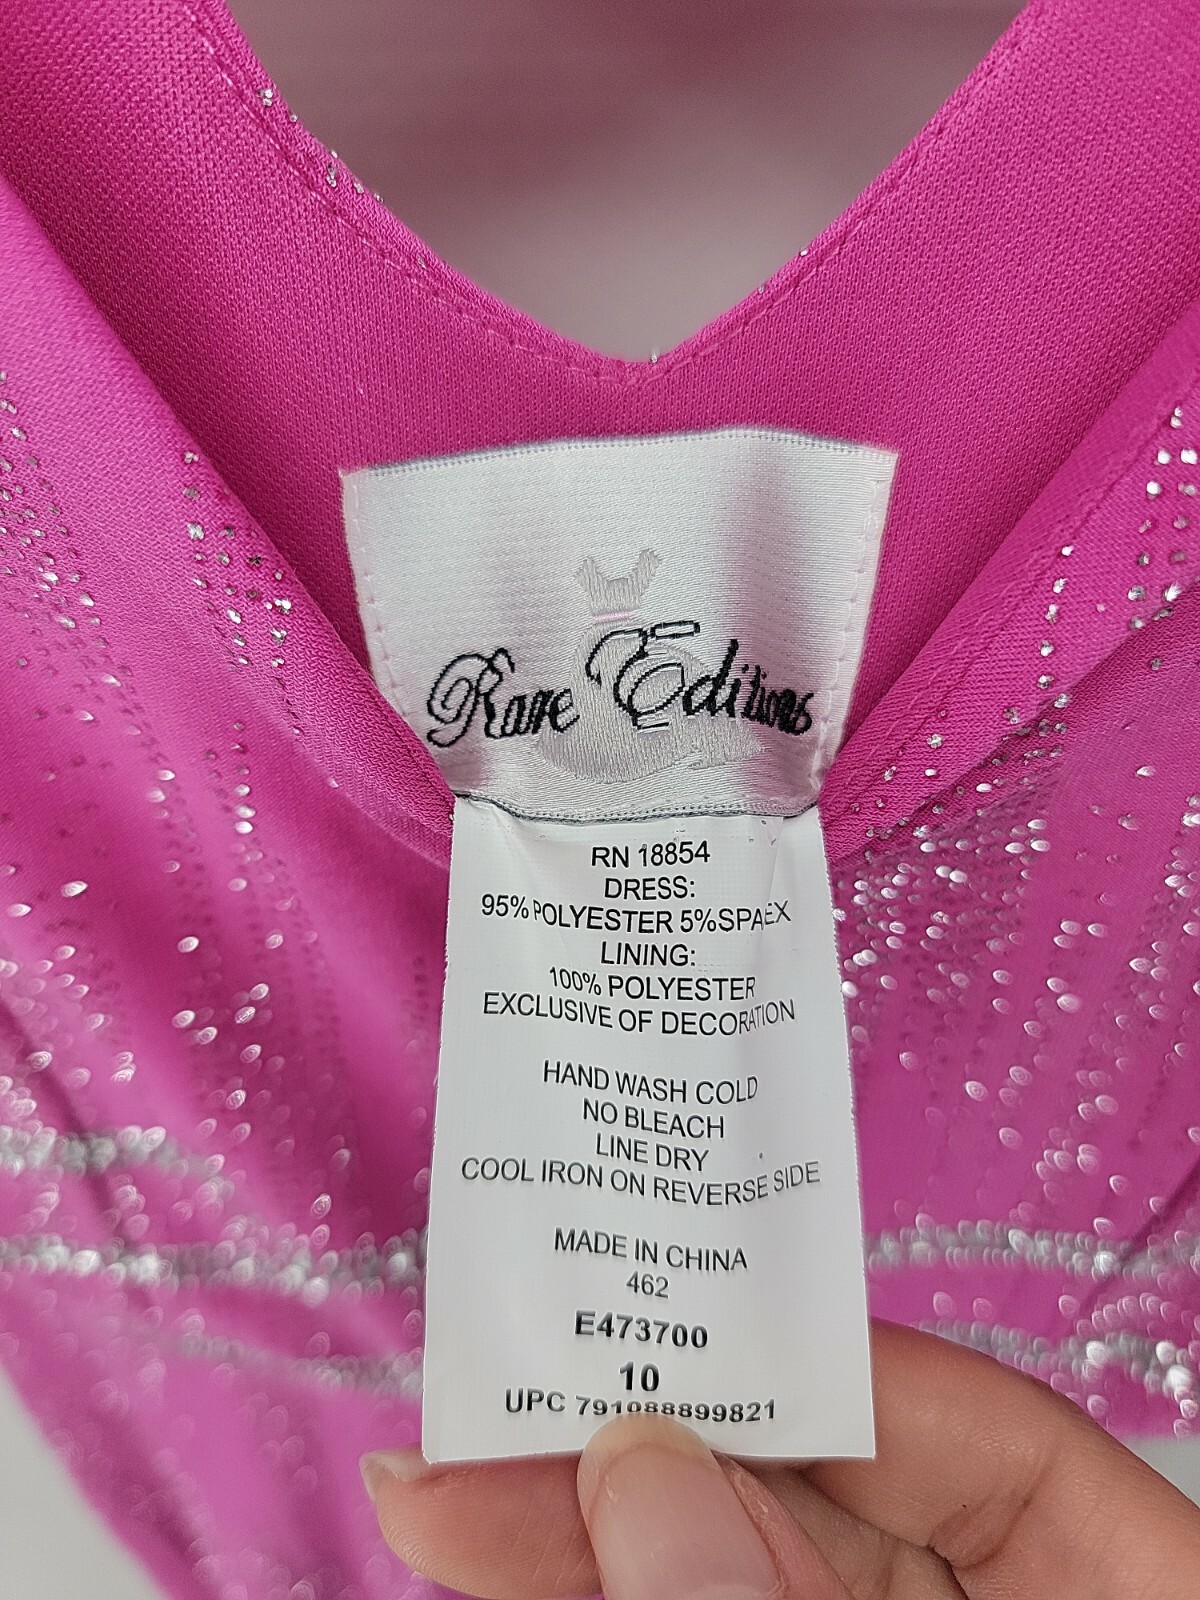 Rare Editions
RN 18854
DRESS:
95% POLYESTER 5%SPAEX
LINING:
100% POLYESTER
EXCLUSIVE OF DECORATION
HAND WASH COLD
NO BLEACH
LINE DRY
COOL IRON ON REVERSE SIDE
MADE IN CHINA
462
E473700
10
UPC 791088899821